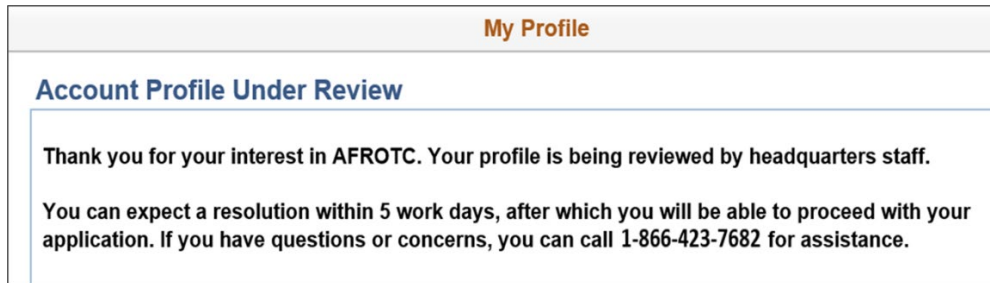 My Profile
Account Profile Under Review
Thank you for your interest in AFROTC. Your profile is being reviewed by headquarters staff.
You can expect a resolution within 5 work days, after which you will be able to proceed with your
application. If you have questions or concerns, you can call 1-866-423-7682 for assistance.